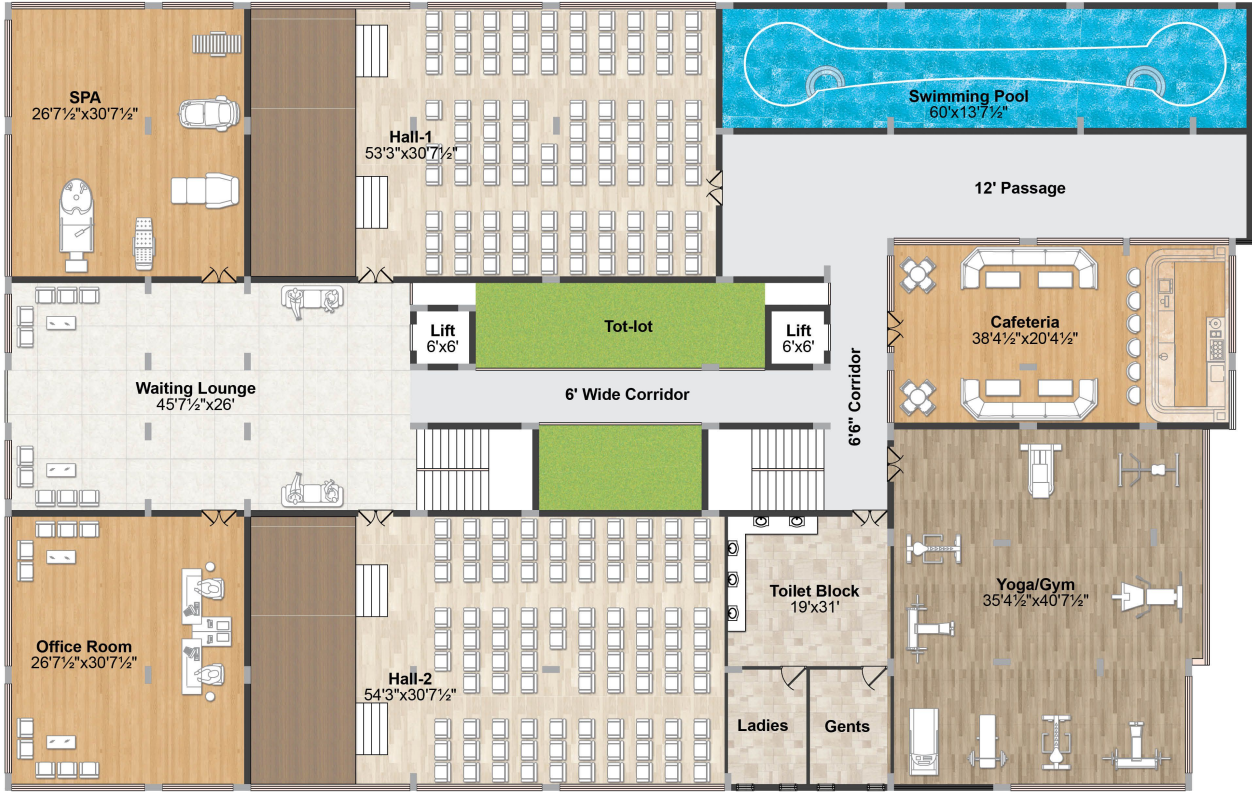 SPA
26'7½"x30'7½"
Hall-1
53'3"x30'7½"
Swimming Pool
60'x13'7½"
12' Passage
Lift
6'x6'
Tot-lot
Lift
6'x6'
Cafeteria
38'4½"x20'4½"
Waiting Lounge
45'7½"x26'
6' Wide Corridor
6'6" Corridor
Office Room
26'7½"x30'7½"
Hall-2
54'3"x30'7½"
Toilet Block
19'x31'
Yoga/Gym
35'4½"x40'7½"
Ladies
Gents